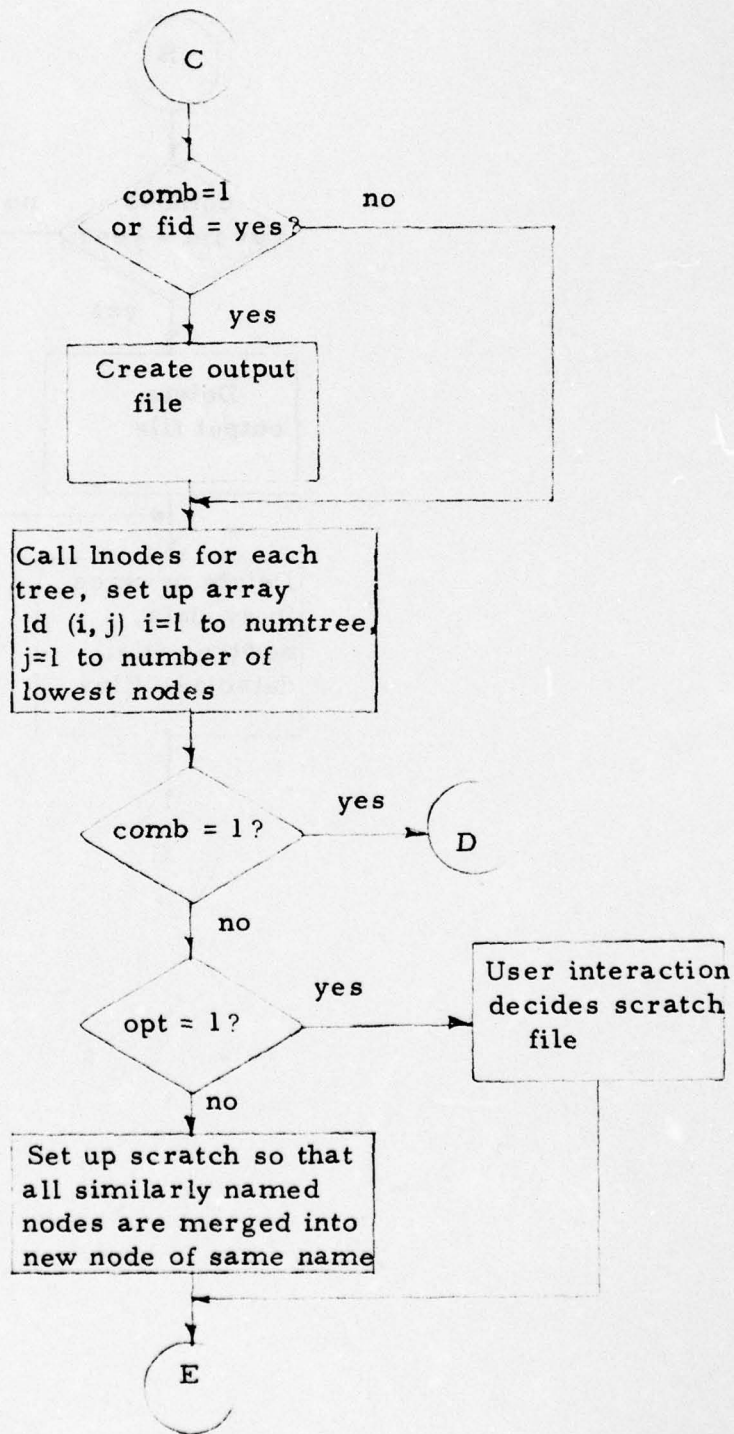 C
comb=1
or fid = yes?
no
yes
Create output
file
Call lnodes for each
tree, set up array
ld (i, j) i=1 to numtree,
j=1 to number of
lowest nodes
comb = 1?
yes
D
no
opt = 1?
yes
User interaction
decides scratch
file
no
Set up scratch so that
all similarly named
nodes are merged into
new node of same name
E